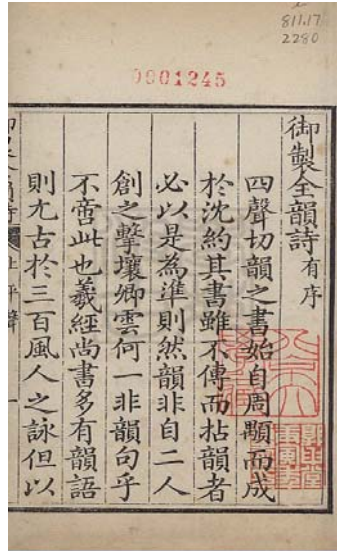 811.17
2280
0001245
御製全韻詩有序
四聲切韻之書始自周顒而成
於沈約其書雖不傳而拈韻者
必以是為準則然韻非自二人
創之擊壤卿雲何一非韻句乎
不啻此也羲經尚書多有韻語
則尤古於三百風人之詠但以